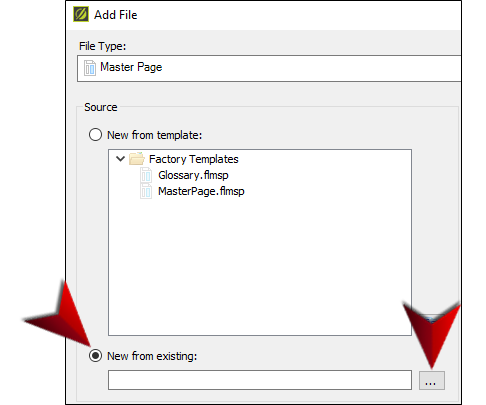 Add File
File Type:
Master Page
Source
New from template:
Factory Templates
Glossary.flmsp
MasterPage.flmsp
New from existing:
...